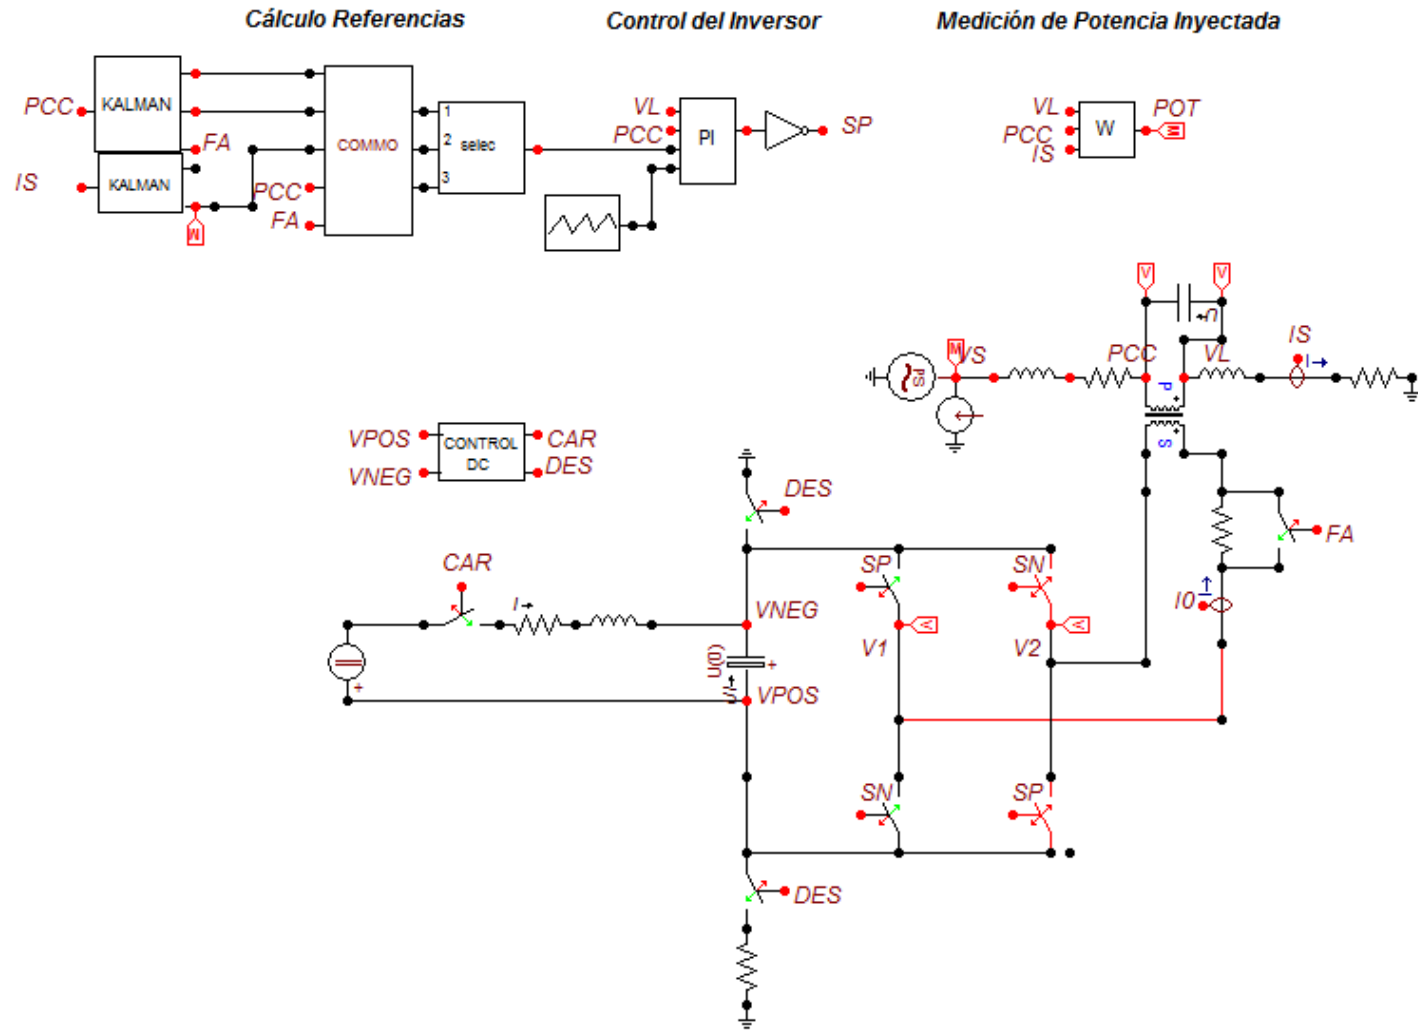 Cálculo Referencias
Control del Inversor
Medición de Potencia Inyectada
PCC
KALMAN
FA
IS
KALMAN
M
COMMO
PCC
FA
1
2
3
selec
VL
PCC
PI
SP
VL
PCC
IS
W
POT
M
V
V
U
M
VS
PS
PCC
VL
IS
I
P
S
VPOS
VNEG
CONTROL
DC
CAR
DES
DES
FA
I0
I
CAR
I
VNEG
U(0)
+
VPOS
+
SP
SN
V
V
V1
V2
SN
SP
DES